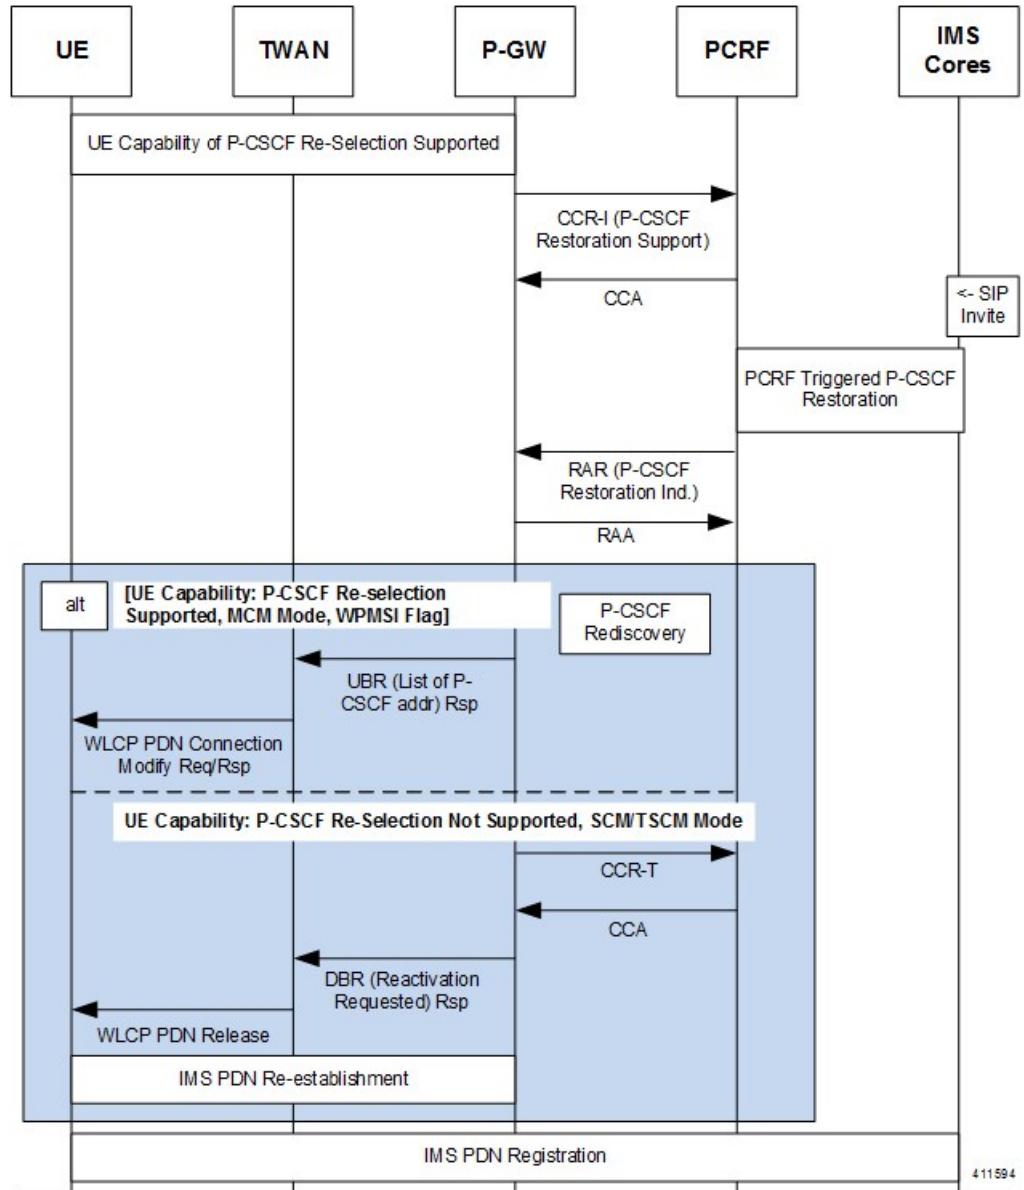 UE
TWAN
P-GW
PCRF
IMS
Cores
UE Capability of P-CSCF Re-Selection Supported
CCR-I (P-CSCF
Restoration Support)
CCA
<- SIP
Invite
PCRF Triggered P-CSCF
Restoration
RAR (P-CSCF
Restoration Ind.)
RAA
alt
[UE Capability: P-CSCF Re-selection
Supported, MCM Mode, WPMSI Flag]
P-CSCF
Rediscovery
UBR (List of P-
CSCF addr) Rsp
WLCP PDN Connection
Modify Req/Rsp
UE Capability: P-CSCF Re-Selection Not Supported, SCM/TSCM Mode
CCR-T
CCA
DBR (Reactivation
Requested) Rsp
WLCP PDN Release
IMS PDN Re-establishment
IMS PDN Registration
411594